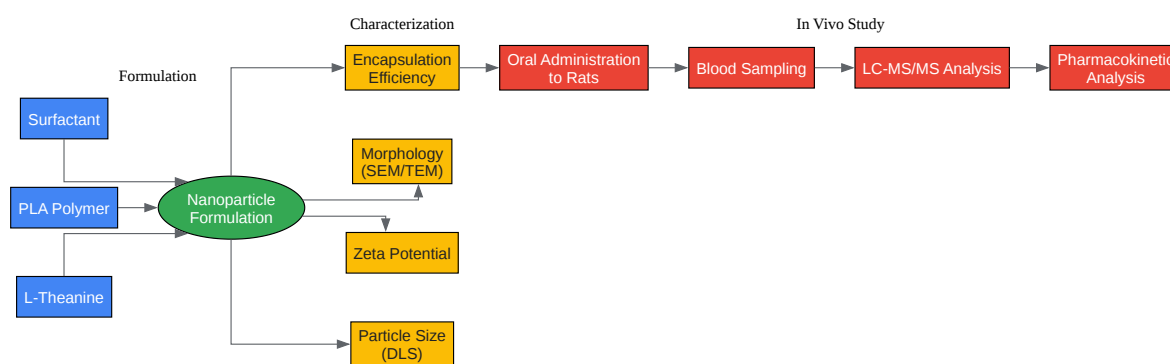 Formulation
Surfactant
PLA Polymer
L-Theanine
Nanoparticle
Formulation
Characterization
Encapsulation
Efficiency
Morphology
(SEM/TEM)
Zeta Potential
Particle Size
(DLS)
In Vivo Study
Oral Administration
to Rats
Blood Sampling
LC-MS/MS Analysis
Pharmacokinetic
Analysis